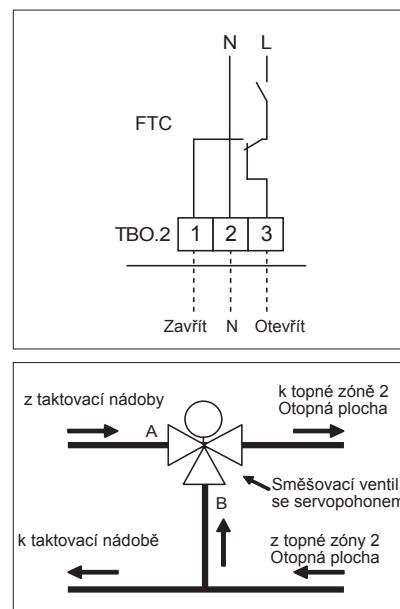 N L
FTC
TBO.2 1 2 3
Zavřít N Otevřít
z taktovací nádoby
k topné zóně 2
Otopná plocha
A
Směšovací ventil
se servopohonem
B
k taktovací nádobě
z topné zóny 2
Otopná plocha